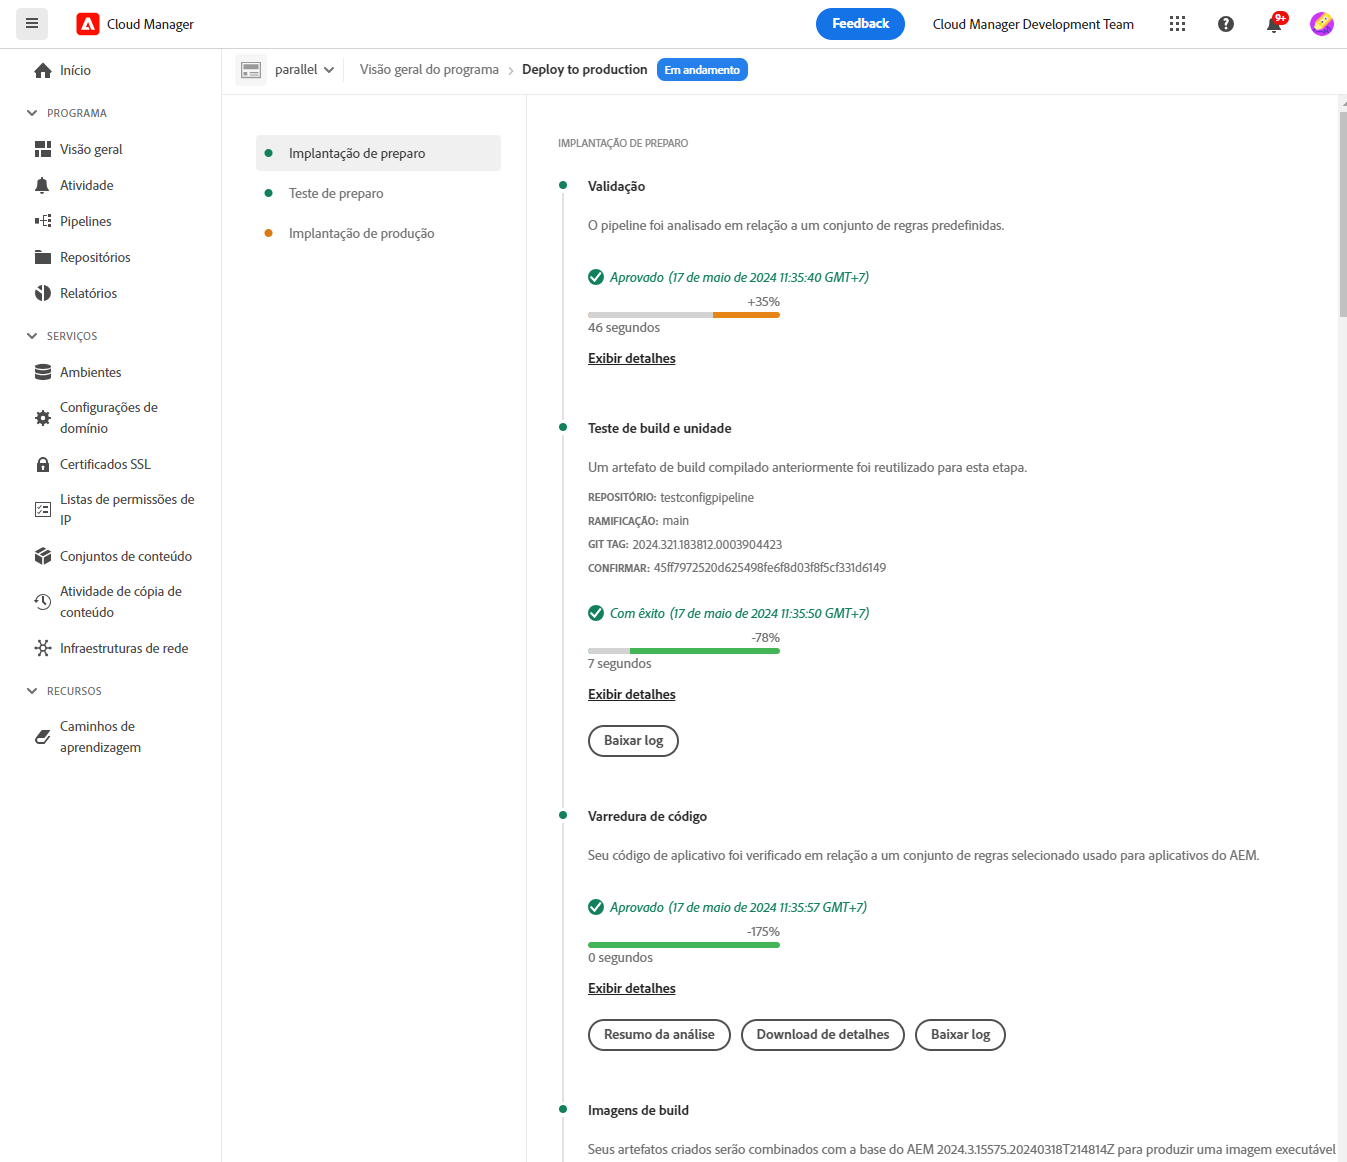 Cloud Manager
Feedback
Cloud Manager Development Team
9+
parallel
Visão geral do programa
Deploy to production
Em andamento
Início
PROGRAMA
Visão geral
Atividade
Pipelines
Repositórios
Relatórios
SERVIÇOS
Ambientes
Configurações de
domínio
Certificados SSL
Listas de permissões de
IP
Conjuntos de conteúdo
Atividade de cópia de
conteúdo
Infraestruturas de rede
RECURSOS
Caminhos de
aprendizagem
Implantação de preparo
Teste de preparo
Implantação de produção
IMPLANTAÇÃO DE PREPARO
Validação
O pipeline foi analisado em relação a um conjunto de regras predefinidas.
Aprovado (17 de maio de 2024 11:35:40 GMT+7)
+35%
46 segundos
Exibir detalhes
Teste de build e unidade
Um artefato de build compilado anteriormente foi reutilizado para esta etapa.
REPOSITÓRIO: testconfigpipeline
RAMIFICAÇÃO: main
GIT TAG: 2024.321.183812.0003904423
CONFIRMAR: 45ff7972520d625498fe6f8d03f8f5cf331d6149
Com êxito (17 de maio de 2024 11:35:50 GMT+7)
-78%
7 segundos
Exibir detalhes
Baixar log
Varredura de código
Seu código de aplicativo foi verificado em relação a um conjunto de regras selecionado usado para aplicativos do AEM.
Aprovado (17 de maio de 2024 11:35:57 GMT+7)
-175%
0 segundos
Exibir detalhes
Resumo da análise
Download de detalhes
Baixar log
Imagens de build
Seus artefatos criados serão combinados com a base do AEM 2024.3.15575.20240318T214814Z para produzir uma imagem executável